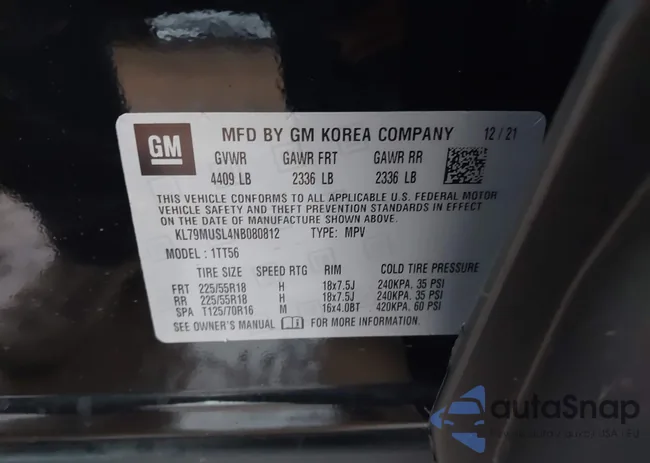 GM
MFD BY GM KOREA COMPANY 12/21
GVWR GAWR FRT GAWR RR
4409 LB 2336 LB 2336 LB
THIS VEHICLE CONFORMS TO ALL APPLICABLE U.S. FEDERAL MOTOR
VEHICLE SAFETY AND THEFT PREVENTION STANDARDS IN EFFECT ON
THE DATE OF MANUFACTURE SHOWN ABOVE.
KL79MUSL4NB080812 TYPE: MPV
MODEL : 1TT56
TIRE SIZE SPEED RTG RIM COLD TIRE PRESSURE
FRT 225/55R18 H 18x7.5J 240KPA. 35 PSI
RR 225/55R18 H 18x7.5J 240KPA. 35 PSI
SPA T125/70R16 M 16x4.0BT 420KPA. 60 PSI
SEE OWNER'S MANUAL FOR MORE INFORMATION.
autoSnap